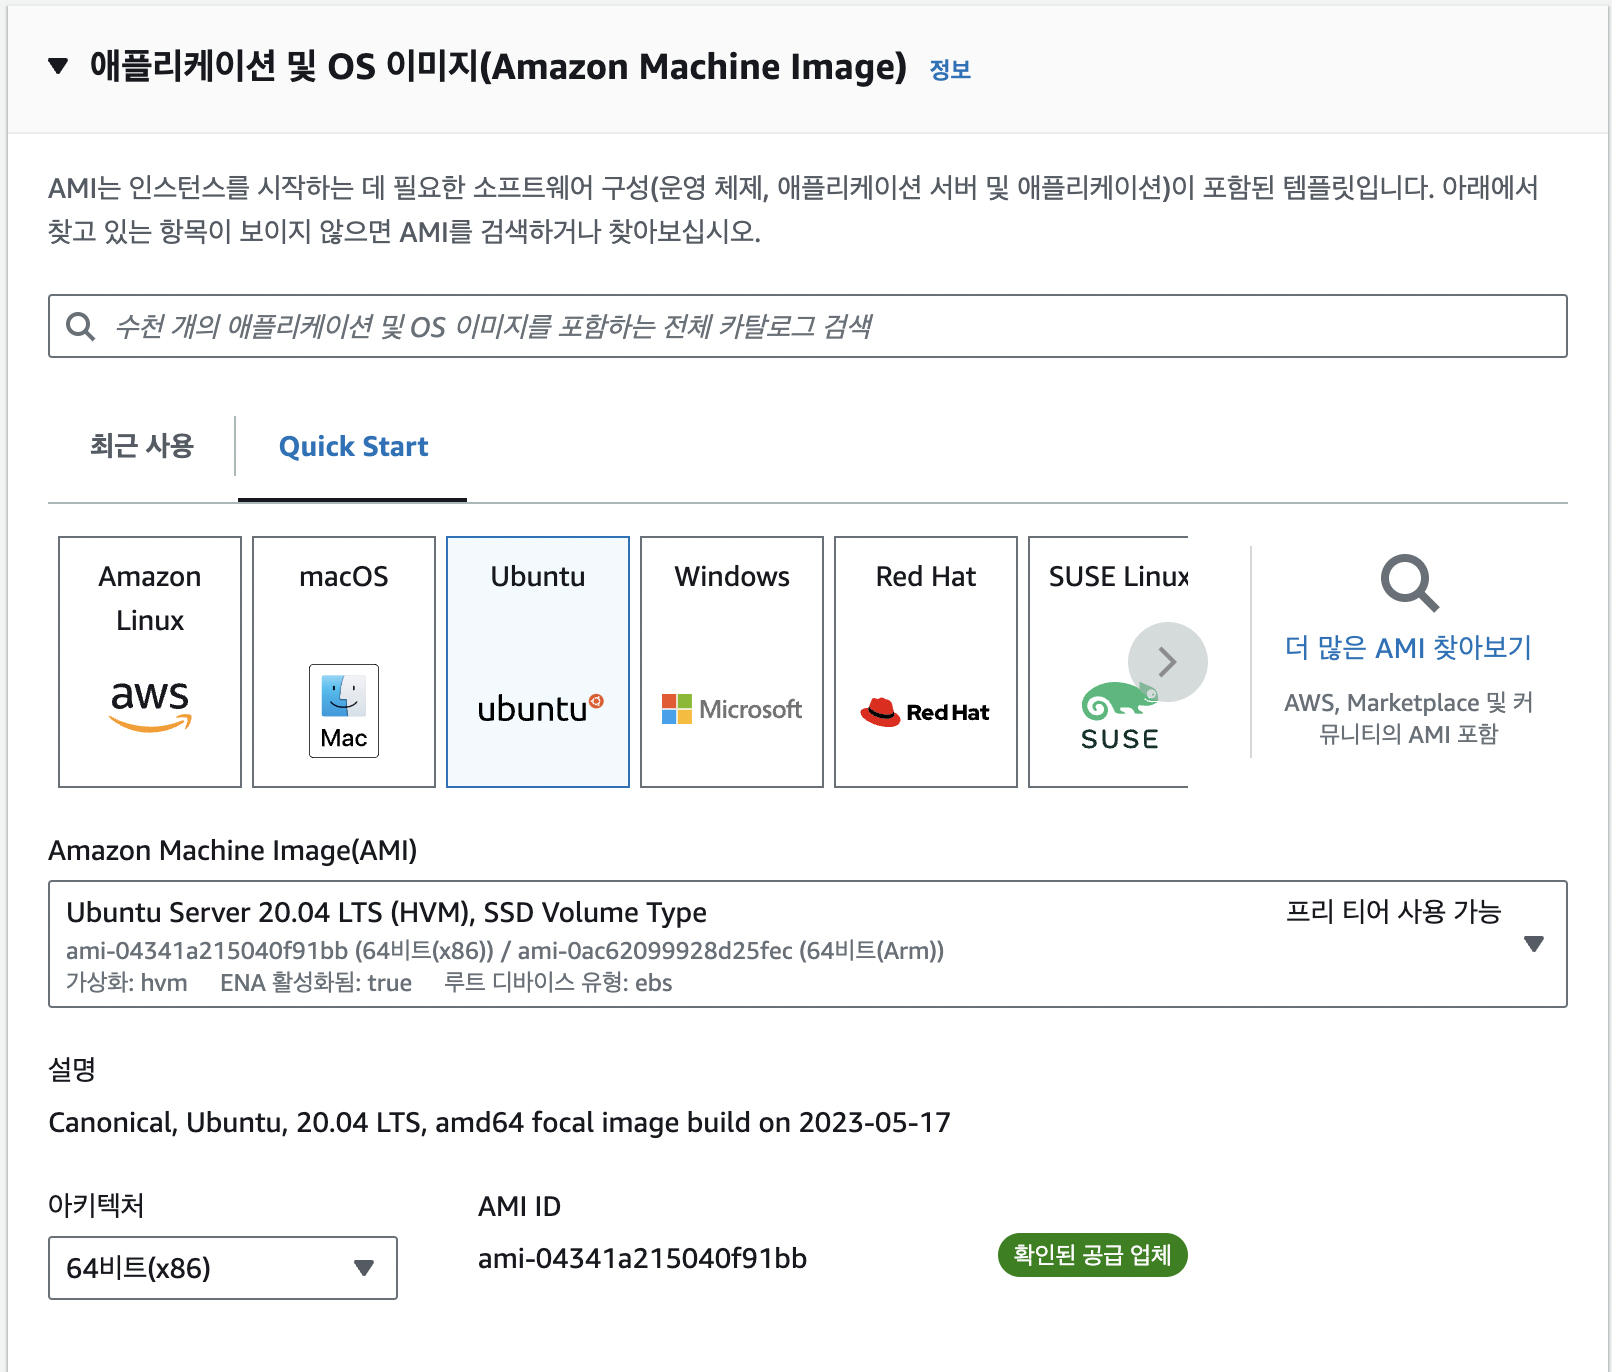 애플리케이션 및 OS 이미지(Amazon Machine Image) 정보
AMI는 인스턴스를 시작하는 데 필요한 소프트웨어 구성(운영 체제, 애플리케이션 서버 및 애플리케이션)이 포함된 템플릿입니다. 아래에서
찾고 있는 항목이 보이지 않으면 AMI를 검색하거나 찾아보십시오.
수천 개의 애플리케이션 및 OS 이미지를 포함하는 전체 카탈로그 검색
최근 사용
Quick Start
Amazon
Linux
aws
macOS
Mac
Ubuntu
ubuntu
Windows
Microsoft
Red Hat
Red Hat
SUSE Linux
SUSE
더 많은 AMI 찾아보기
AWS, Marketplace 및 커
뮤니티의 AMI 포함
Amazon Machine Image(AMI)
Ubuntu Server 20.04 LTS (HVM), SSD Volume Type 프리 티어 사용 가능
ami-04341a215040f91bb (64비트(x86)) / ami-0ac62099928d25fec (64비트(Arm))
가상화: hvm ENA 활성화됨: true 루트 디바이스 유형: ebs
설명
Canonical, Ubuntu, 20.04 LTS, amd64 focal image build on 2023-05-17
아키텍처
64비트(x86)
AMI ID
ami-04341a215040f91bb
확인된 공급 업체